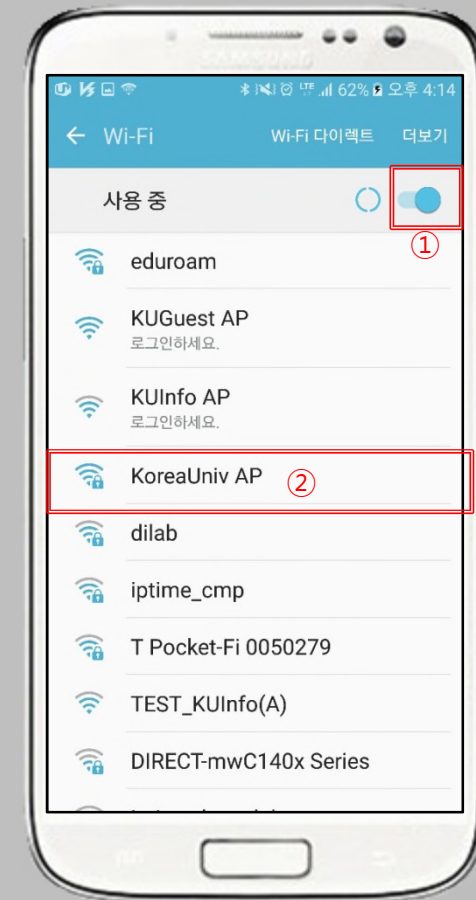 SAMSUNG
LTE 62% 오후 4:14
Wi-Fi Wi-Fi 다이렉트 더보기
사용 중
①
eduroam
KUGuest AP
로그인하세요.
KUInfo AP
로그인하세요.
KoreaUniv AP ②
dilab
iptime_cmp
T Pocket-Fi 0050279
TEST_KUInfo(A)
DIRECT-mwC140x Series